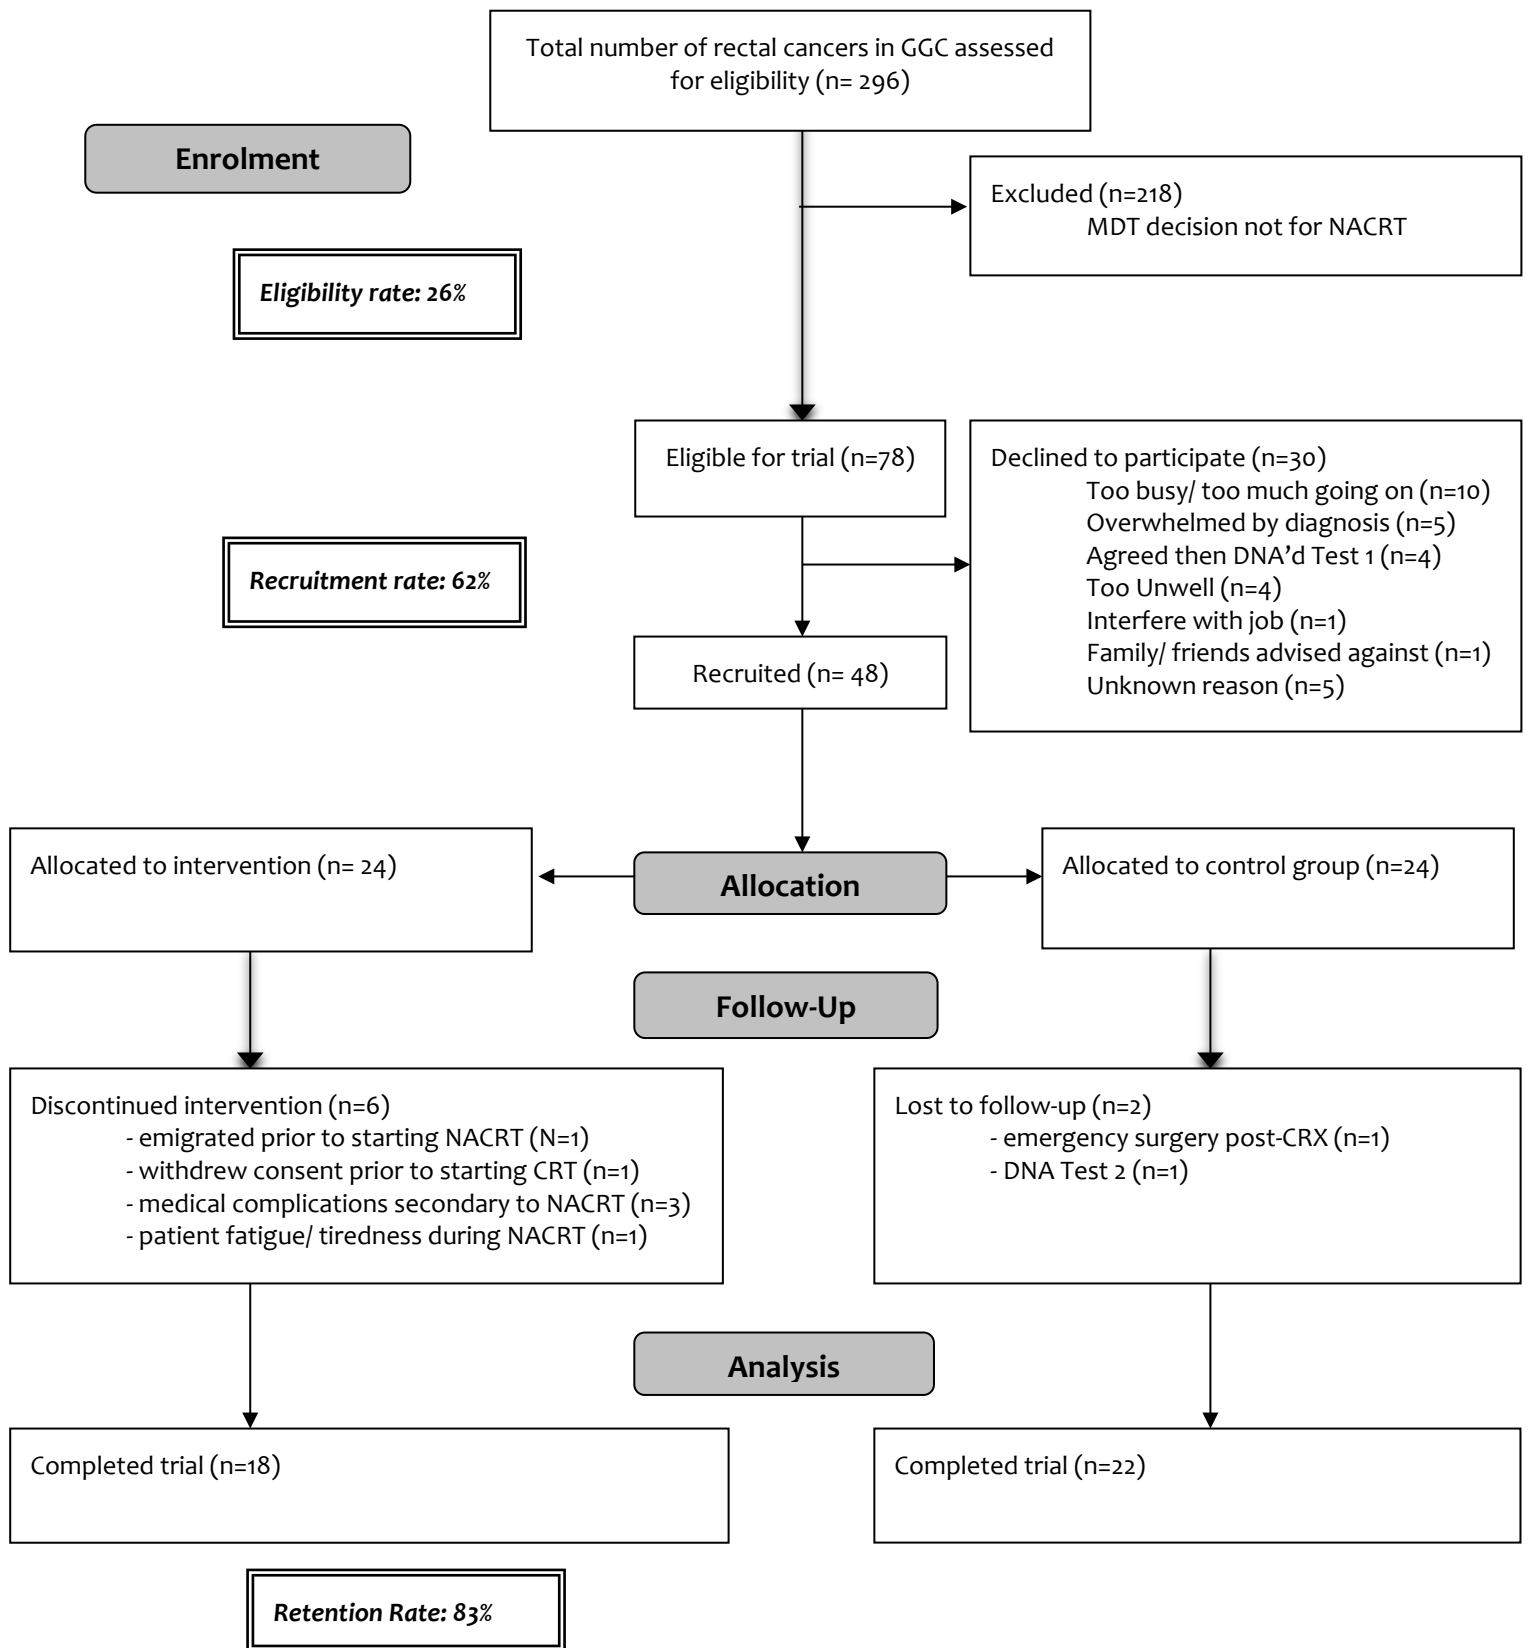 Total number of rectal cancers in GGC assessed
for eligibility (n= 296)
Enrolment
Excluded (n=218)
MDT decision not for NACRT
Eligibility rate: 26%
Eligible for trial (n=78)
Declined to participate (n=30)
Too busy/ too much going on (n=10)
Overwhelmed by diagnosis (n=5)
Agreed then DNA’d Test 1 (n=4)
Too Unwell (n=4)
Interfere with job (n=1)
Family/ friends advised against (n=1)
Unknown reason (n=5)
Recruitment rate: 62%
Recruited (n= 48)
Allocated to intervention (n= 24)
Allocation
Allocated to control group (n=24)
Follow-Up
Discontinued intervention (n=6)
- emigrated prior to starting NACRT (N=1)
- withdrew consent prior to starting CRT (n=1)
- medical complications secondary to NACRT (n=3)
- patient fatigue/ tiredness during NACRT (n=1)
Lost to follow-up (n=2)
- emergency surgery post-CRX (n=1)
- DNA Test 2 (n=1)
Analysis
Completed trial (n=18)
Completed trial (n=22)
Retention Rate: 83%